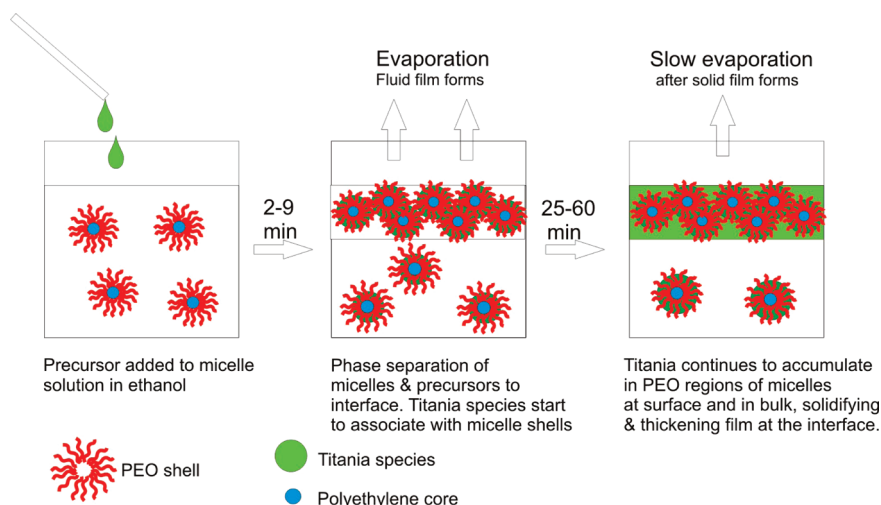 Evaporation
Fluid film forms
Slow evaporation
after solid film forms
2-9
min
25-60
min
Precursor added to micelle
solution in ethanol
Phase separation of
micelles & precursors to
interface. Titania species start
to associate with micelle shells
Titania continues to accumulate
in PEO regions of micelles
at surface and in bulk, solidifying
& thickening film at the interface.
PEO shell
Titania species
Polyethylene core